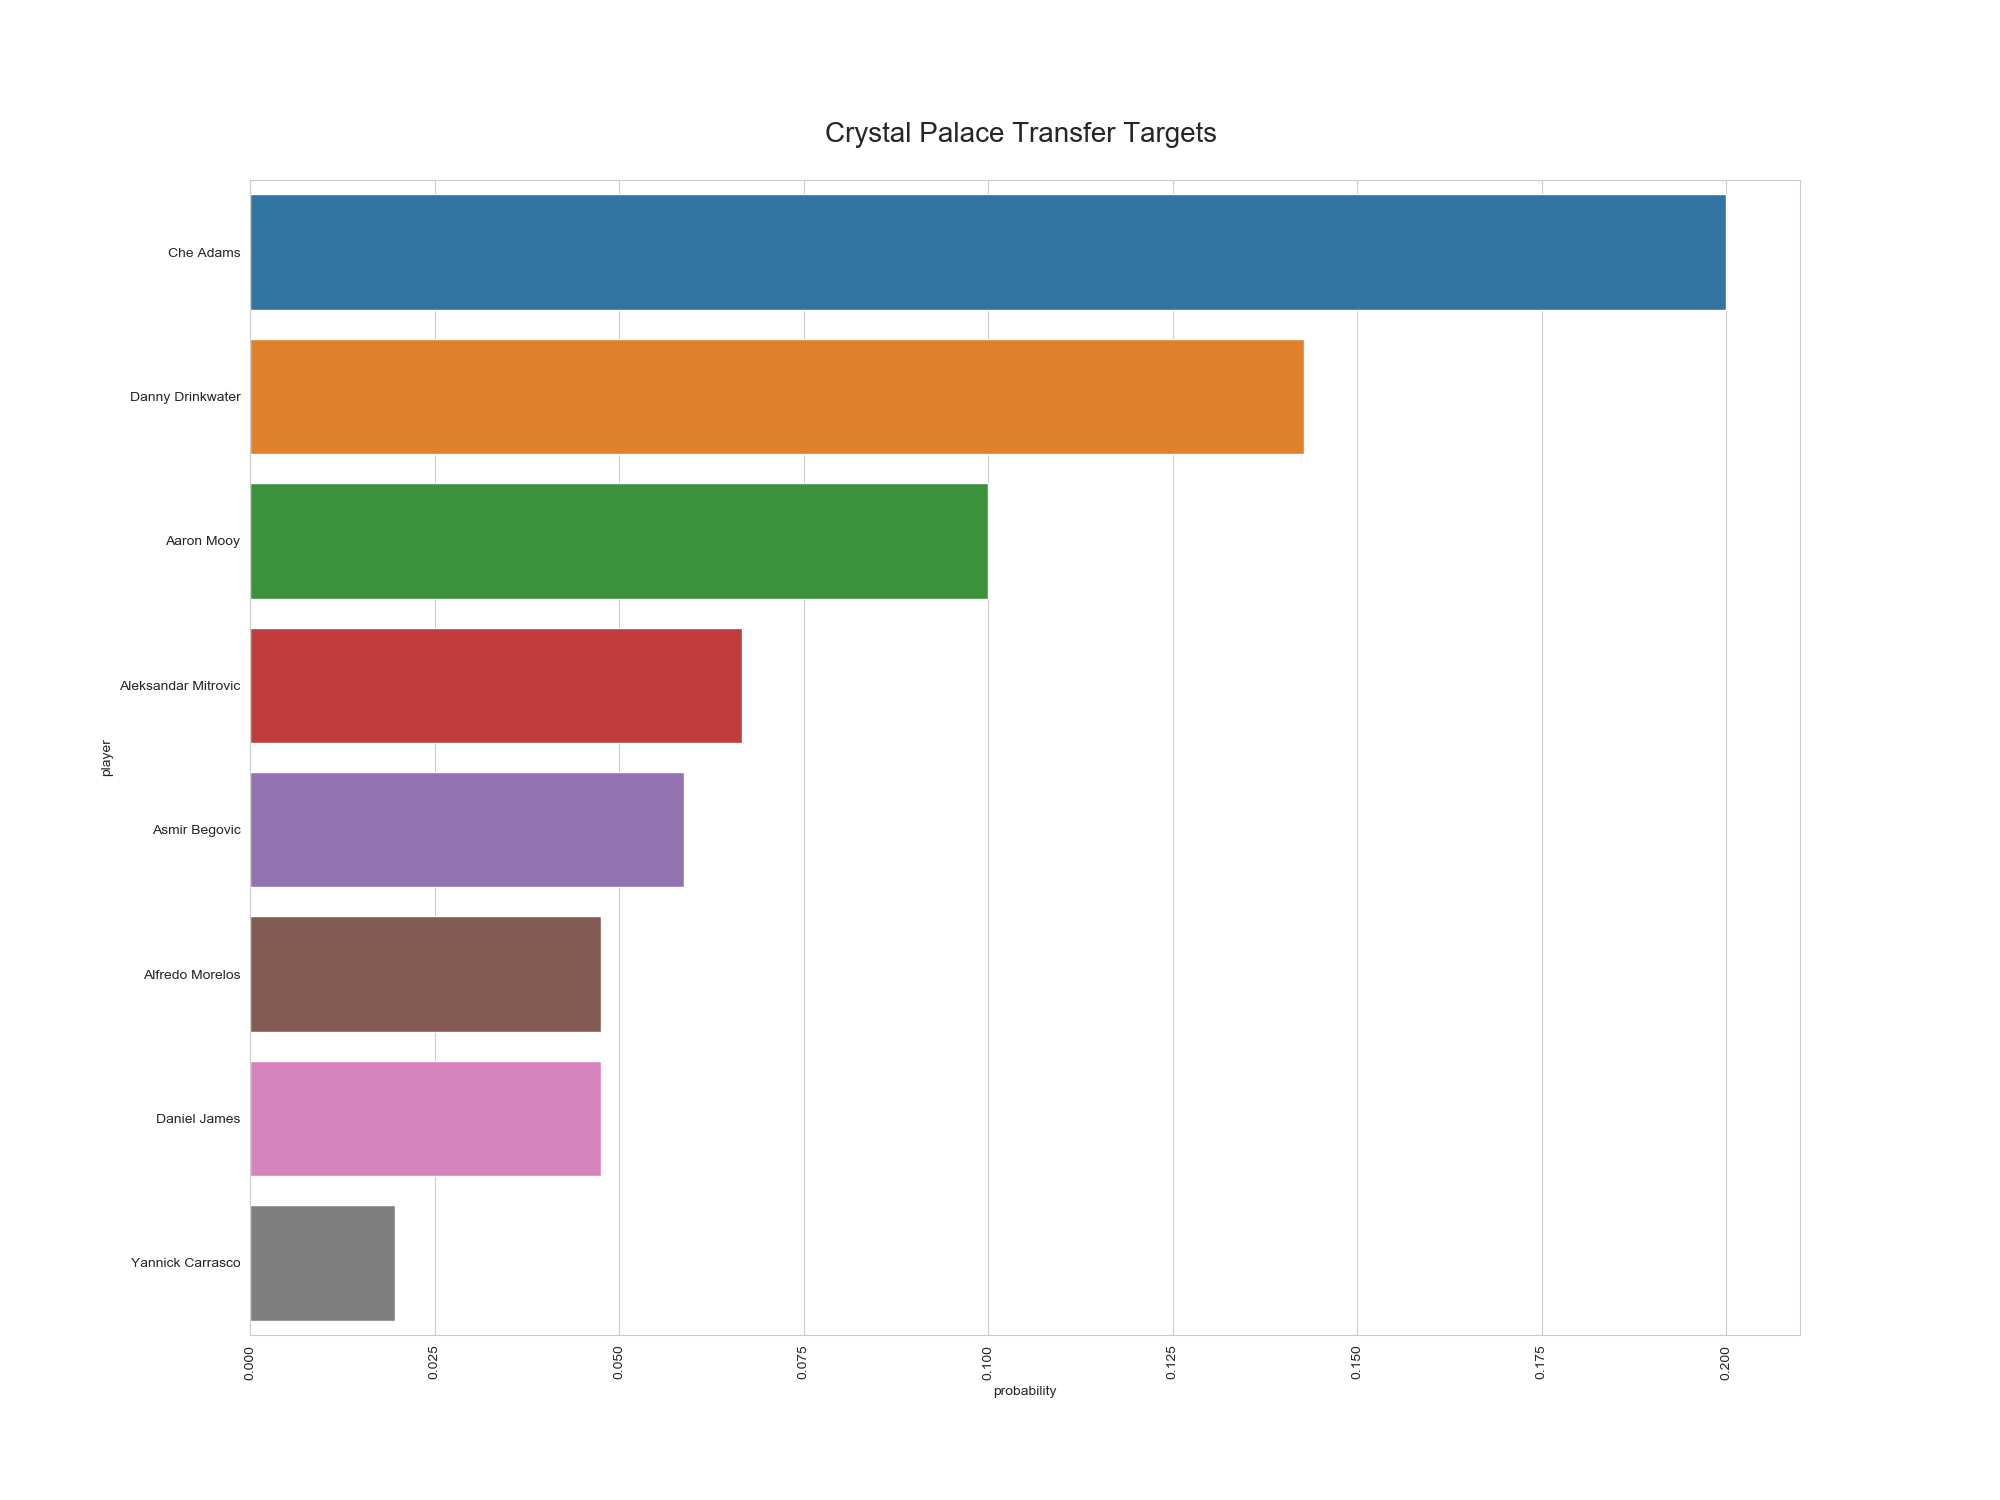 Crystal Palace Transfer Targets
Che Adams
Danny Drinkwater
Aaron Mooy
Aleksandar Mitrovic
Asmir Begovic
Alfredo Morelos
Daniel James
Yannick Carrasco
player
0.000
0.025
0.050
0.075
0.100
0.125
0.150
0.175
0.200
probability